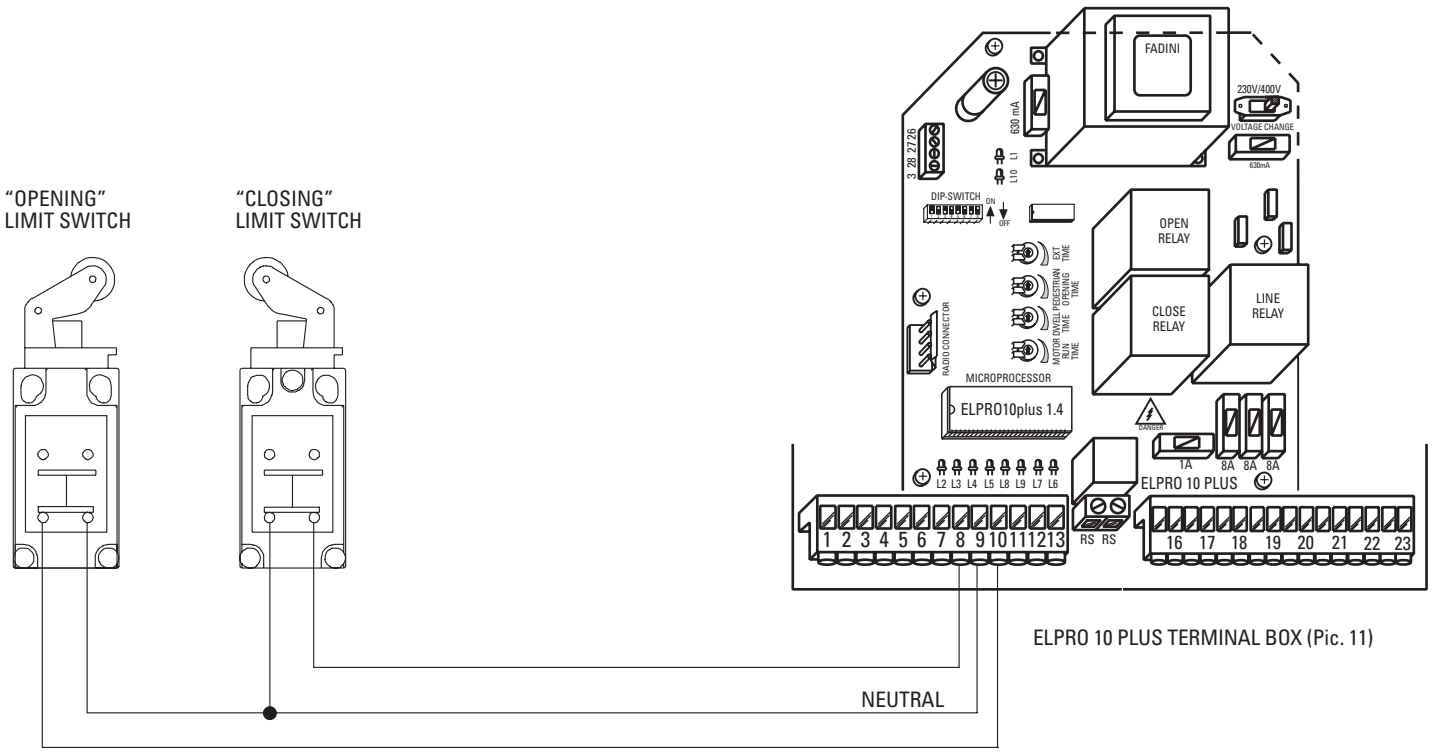 “OPENING”
LIMIT SWITCH
“CLOSING”
LIMIT SWITCH
FADINI
230V/400V
VOLTAGE CHANGE
630mA
630 mA
3 28 27 26
L1
L10
DIP-SWITCH
ON
OFF
EXT
TIME
PEDESTRIAN
OPENING
TIME
DWELL
TIME
MOTOR
RUN
TIME
OPEN
RELAY
CLOSE
RELAY
LINE
RELAY
RADIO CONNECTOR
MICROPROCESSOR
ELPRO10plus 1.4
DANGER
1A
8A 8A 8A
ELPRO 10 PLUS
L2 L3 L4 L5 L8 L9 L7 L6
1 2 3 4 5 6 7 8 9 10 11 12 13
RS RS
16 17 18 19 20 21 22 23
ELPRO 10 PLUS TERMINAL BOX (Pic. 11)
NEUTRAL